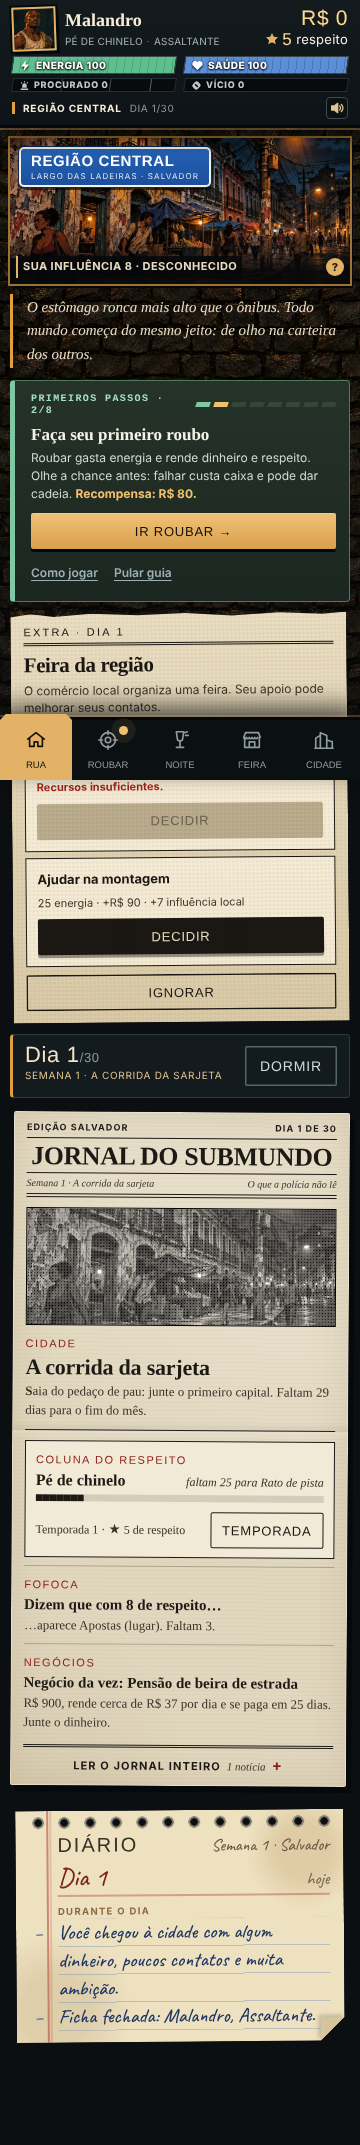 Malandro
PÉ DE CHINELO · ASSALTANTE
R$ 0
★ 5 respeito
ENERGIA 100
SAÚDE 100
PROCURADO 0
VÍCIO 0
REGIÃO CENTRAL DIA 1/30
REGIÃO CENTRAL
LARGO DAS LADEIRAS · SALVADOR
SUA INFLUÊNCIA 8 · DESCONHECIDO
?
O estômago ronca mais alto que o ônibus. Todo
mundo começa do mesmo jeito: de olho na carteira
dos outros.
PRIMEIROS PASSOS ·
2/8
Faça seu primeiro roubo
Roubar gasta energia e rende dinheiro e respeito.
Olhe a chance antes: falhar custa caixa e pode dar
cadeia. Recompensa: R$ 80.
IR ROUBAR →
Como jogar Pular guia
EXTRA · DIA 1
Feira da região
O comércio local organiza uma feira. Seu apoio pode
melhorar seus contatos.
RUA
ROUBAR
NOITE
FEIRA
CIDADE
Recursos insuficientes.
DECIDIR
Ajudar na montagem
25 energia · +R$ 90 · +7 influência local
DECIDIR
IGNORAR
Dia 1/30
SEMANA 1 · A CORRIDA DA SARJETA
DORMIR
EDIÇÃO SALVADOR DIA 1 DE 30
JORNAL DO SUBMUNDO
Semana 1 · A corrida da sarjeta O que a polícia não lê
CIDADE
A corrida da sarjeta
Saia do pedaço de pau: junte o primeiro capital. Faltam 29
dias para o fim do mês.
COLUNA DO RESPEITO
Pé de chinelo faltam 25 para Rato de pista
Temporada 1 · ★ 5 de respeito
TEMPORADA
FOFOCA
Dizem que com 8 de respeito…
…aparece Apostas (lugar). Faltam 3.
NEGÓCIOS
Negócio da vez: Pensão de beira de estrada
R$ 900, rende cerca de R$ 37 por dia e se paga em 25 dias.
Junte o dinheiro.
LER O JORNAL INTEIRO 1 notícia +
DIÁRIO Semana 1 · Salvador
Dia 1 hoje
DURANTE O DIA
– Você chegou à cidade com algum
dinheiro, poucos contatos e muita
ambição.
– Ficha fechada: Malandro, Assaltante.